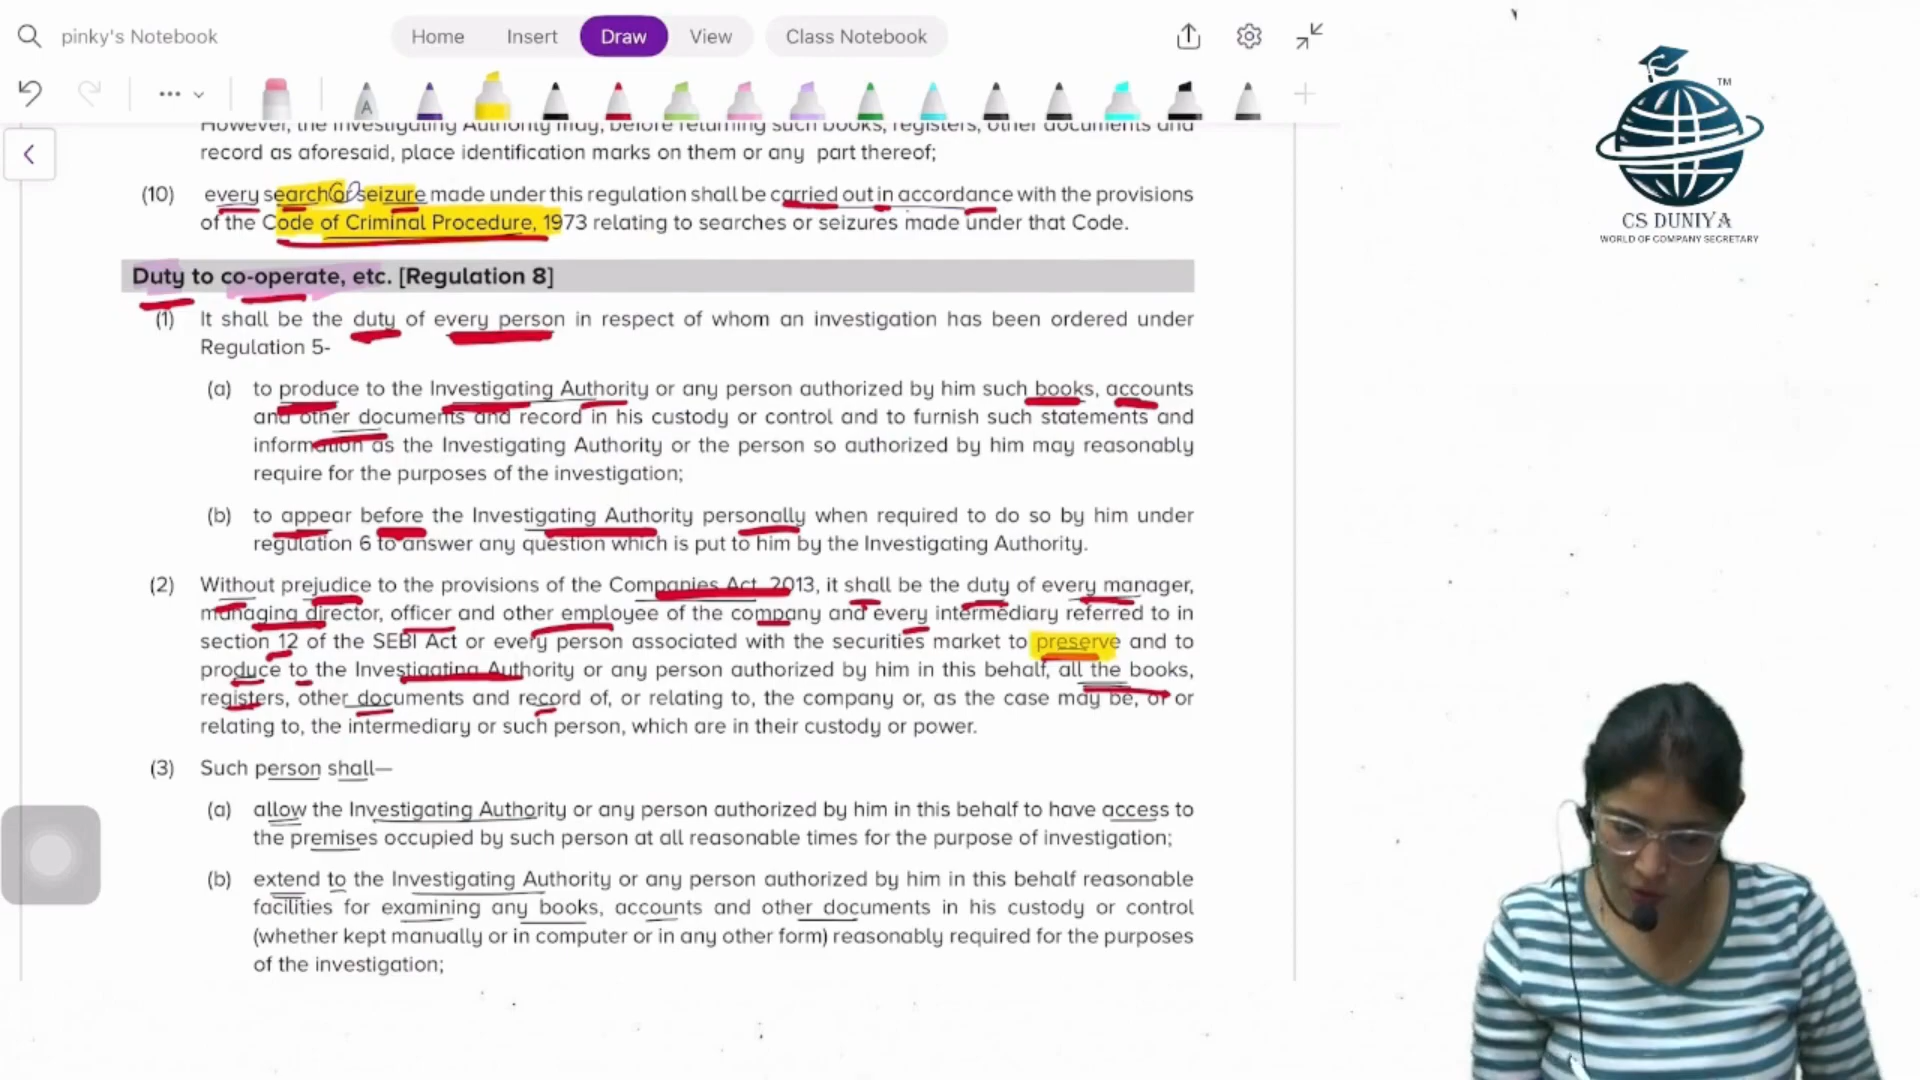 pinky's Notebook
Home Insert Draw View Class Notebook
A
However, the Investigating Authority may, before returning such books, registers, other documents and
record as aforesaid, place identification marks on them or any part thereof;
(10) every search or seizure made under this regulation shall be carried out in accordance with the provisions
of the Code of Criminal Procedure, 1973 relating to searches or seizures made under that Code.
Duty to co-operate, etc. [Regulation 8]
(1) It shall be the duty of every person in respect of whom an investigation has been ordered under
Regulation 5-
(a) to produce to the Investigating Authority or any person authorized by him such books, accounts
and other documents and record in his custody or control and to furnish such statements and
information as the Investigating Authority or the person so authorized by him may reasonably
require for the purposes of the investigation;
(b) to appear before the Investigating Authority personally when required to do so by him under
regulation 6 to answer any question which is put to him by the Investigating Authority.
(2) Without prejudice to the provisions of the Companies Act, 2013, it shall be the duty of every manager,
managing director, officer and other employee of the company and every intermediary referred to in
section 12 of the SEBI Act or every person associated with the securities market to preserve and to
produce to the Investigating Authority or any person authorized by him in this behalf, all the books,
registers, other documents and record of, or relating to, the company or, as the case may be, of or
relating to, the intermediary or such person, which are in their custody or power.
(3) Such person shall—
(a) allow the Investigating Authority or any person authorized by him in this behalf to have access to
the premises occupied by such person at all reasonable times for the purpose of investigation;
(b) extend to the Investigating Authority or any person authorized by him in this behalf reasonable
facilities for examining any books, accounts and other documents in his custody or control
(whether kept manually or in computer or in any other form) reasonably required for the purposes
of the investigation;
TM
CS DUNIYA
WORLD OF COMPANY SECRETARY